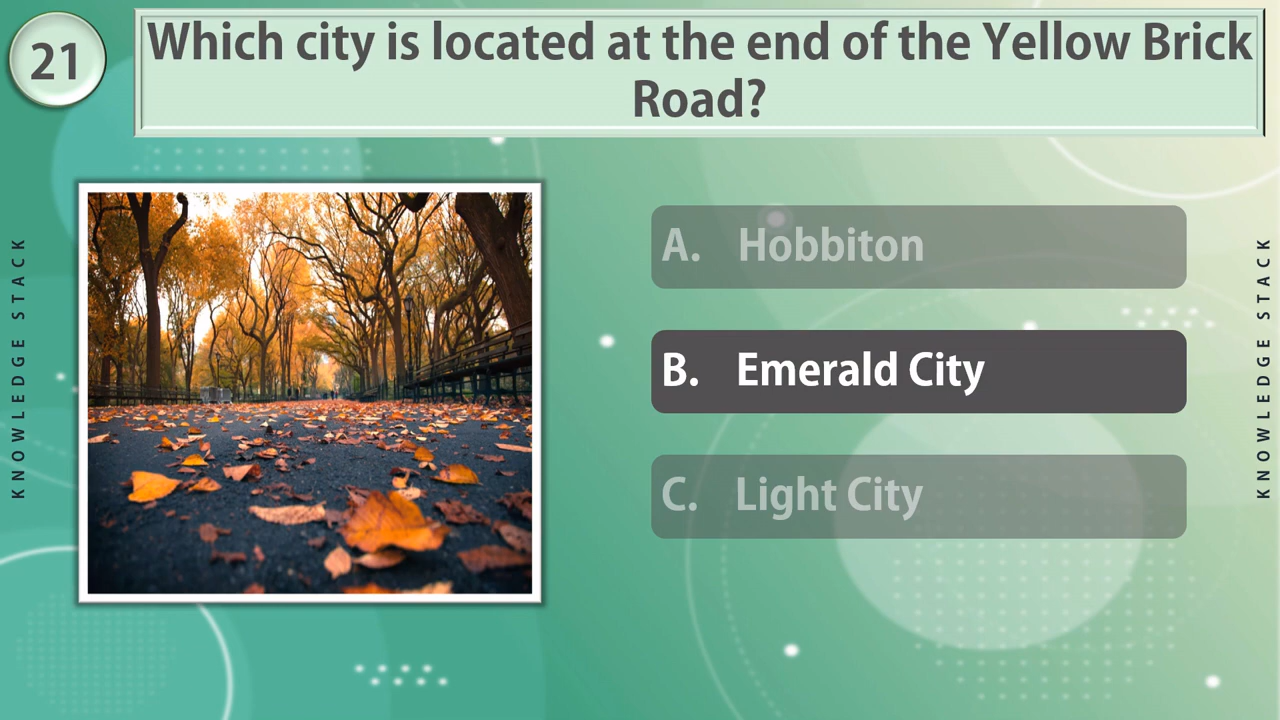 21
Which city is located at the end of the Yellow Brick
Road?
KNOWLEDGE STACK
A. Hobbiton
B. Emerald City
C. Light City
KNOWLEDGE STACK